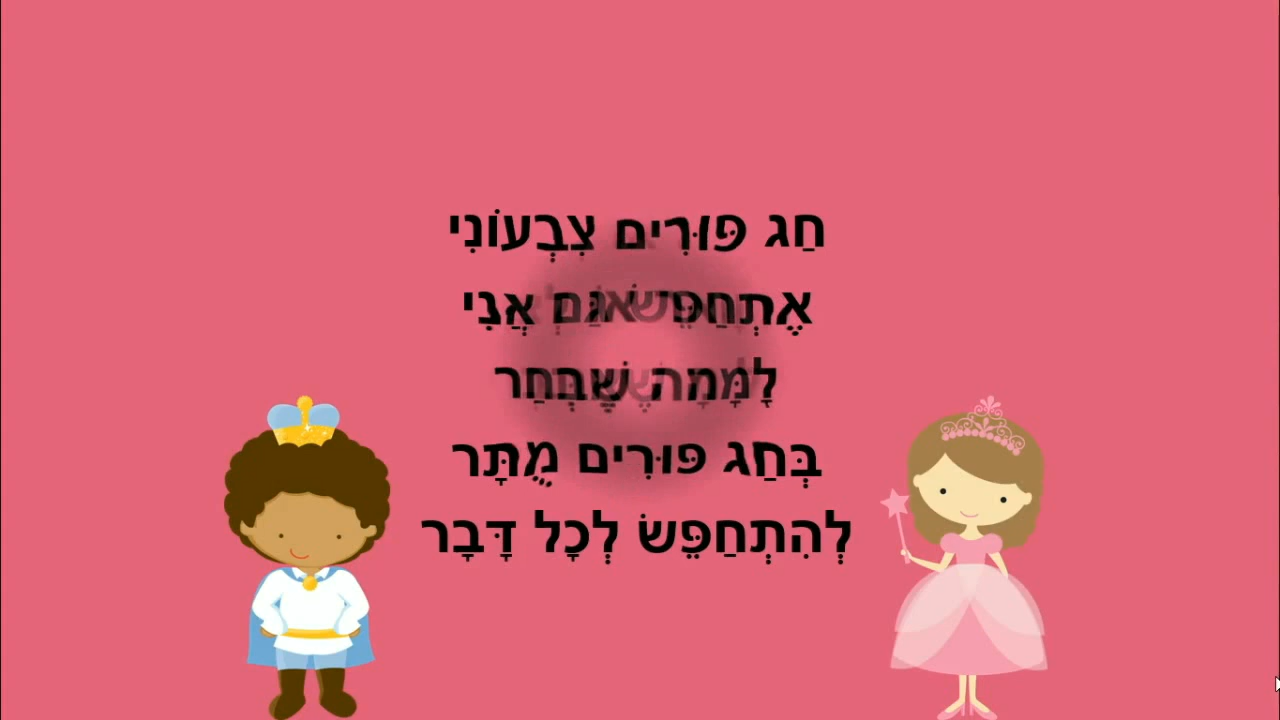 חַג פּוּרִים צִבְעוֹנִי
אֶתְחַפֵּשׂ גַּם אֲנִי
לְמָּמָה שֶׁבְּחַר
בְּחַג פּוּרִים מֻתָּר
לְהִתְחַפֵּשׂ לְכָל דָּבָר